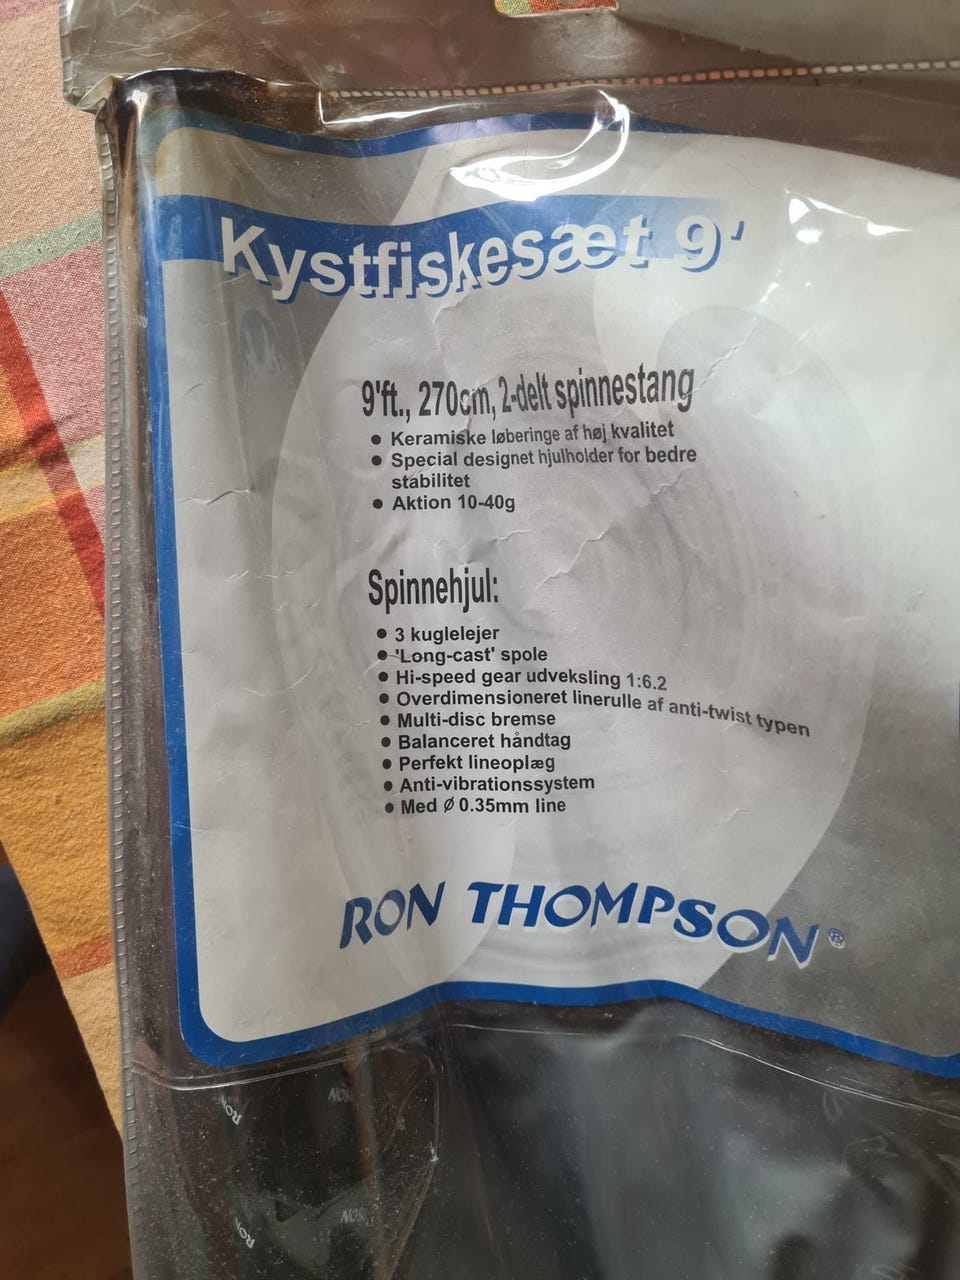 Kystfiskesæt 9'
9'ft., 270cm, 2-delt spinnestang
• Keramiske løberinge af høj kvalitet
• Special designet hjulholder for bedre
stabilitet
• Aktion 10-40g
Spinnehjul:
• 3 kuglelejer
• 'Long-cast' spole
• Hi-speed gear udveksling 1:6.2
• Overdimensioneret linerulle af anti-twist typen
• Multi-disc bremse
• Balanceret håndtag
• Perfekt lineoplæg
• Anti-vibrationssystem
• Med Ø 0.35mm line
RON THOMPSON®
RON
RON